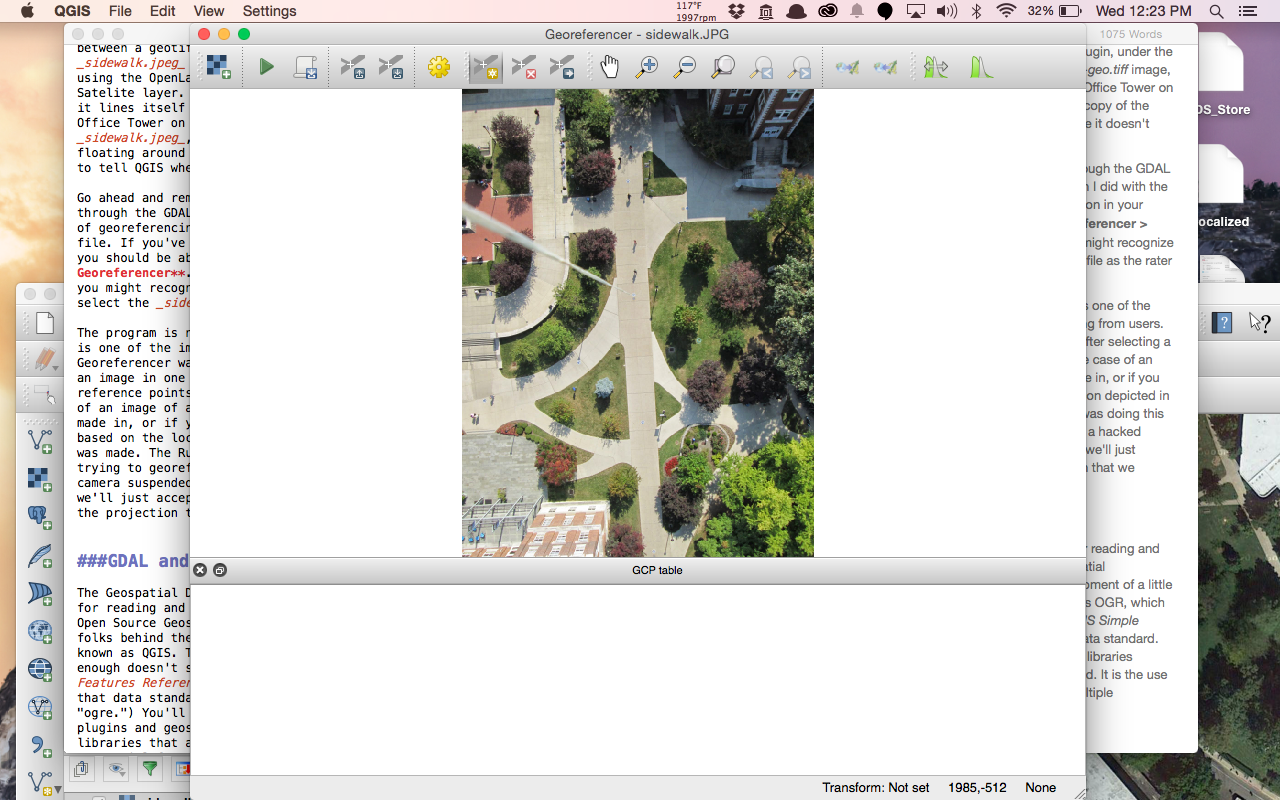 QGIS File Edit View Settings
117°F
1997rpm
32% Wed 12:23 PM
Georeferencer - sidewalk.JPG
1075 Words
between a geotif
_sidewalk.jpeg_
using the OpenLa
Satelite layer.
it lines itself
Office Tower on
_sidewalk.jpeg_,
floating around
to tell QGIS whe
Go ahead and rem
through the GDAL
of georeferencin
file. If you've
you should be ab
Georeferencer**.
you might recogn
select the _side
The program is n
is one of the im
Georeferencer wa
an image in one
reference points
of an image of a
made in, or if y
based on the loc
was made. The Ru
trying to georef
camera suspended
we'll just accep
the projection t
###GDAL and
The Geospatial D
for reading and
Open Source Geos
folks behind the
known as QGIS. T
enough doesn't s
Features Referen
that data standa
"ogre.") You'll
plugins and geos
libraries that a
GCP table
Transform: Not set 1985,-512 None
ugin, under the
geo.tiff image,
Office Tower on
copy of the
e it doesn't
ugh the GDAL
n I did with the
on in your
ferencer >
might recognize
file as the rater
s one of the
ng from users.
fter selecting a
e case of an
e in, or if you
on depicted in
was doing this
a hacked
we'll just
n that we
r reading and
atial
oment of a little
s OGR, which
S Simple
ata standard.
libraries
d. It is the use
ltiple
DS_Store
ocalized